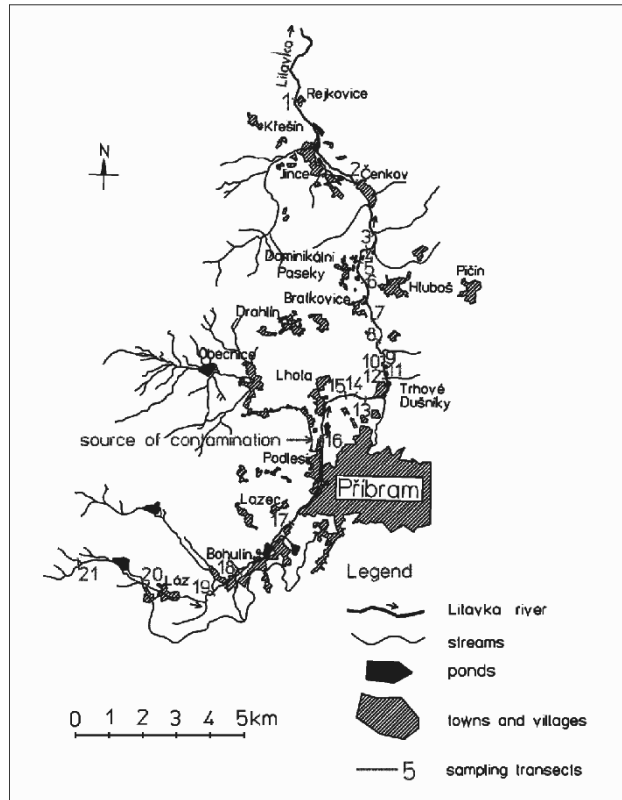 Litavka
1
Rejkovice
Křešín
N
Jince
2
Čenkov
3
4
Dominikální
Paseky
5
6
Hluboš
Pičín
Bratkovice
7
Drahlín
8
Obecnice
9
10
11
Lhota
12
15
14
Trhové
Dušníky
13
source of contamination
16
Podlesí
Příbram
Lazec
17
Bohutín
18
21
20
Láz
19
Legend
Litavka river
streams
ponds
towns and villages
5
sampling transects
0 1 2 3 4 5km